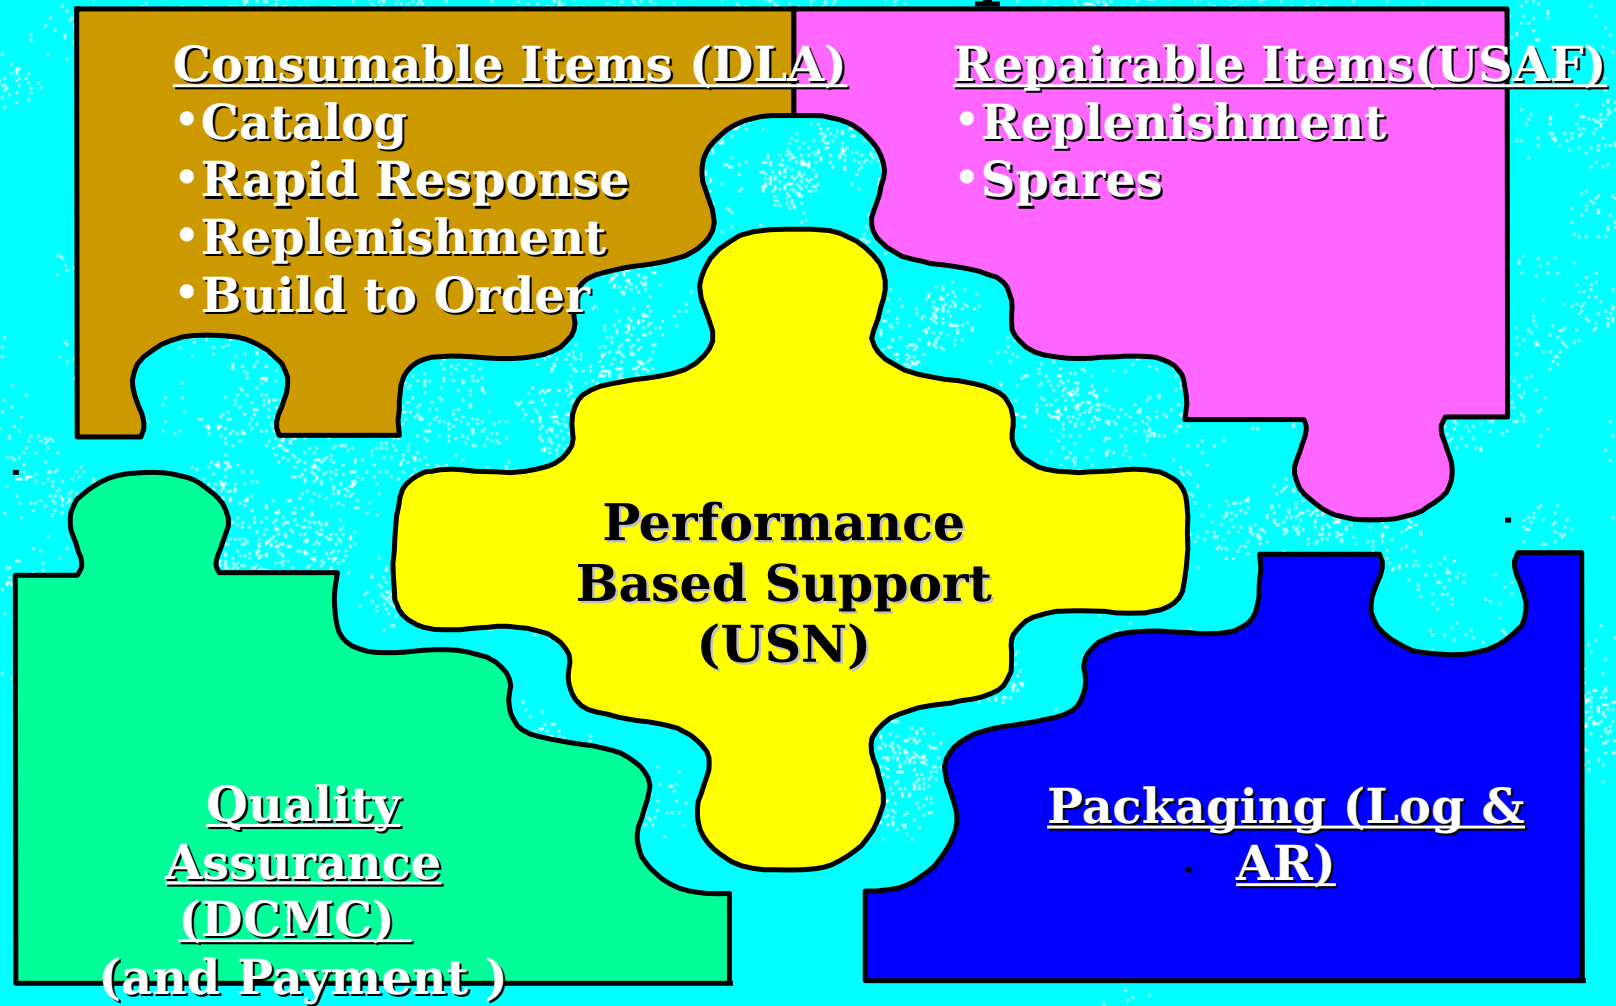 Consumable Items (DLA)
•Catalog
•Rapid Response
•Replenishment
•Build to Order
Repairable Items(USAF)
•Replenishment
•Spares
Performance
Based Support
(USN)
Quality
Assurance
(DCMC)
(and Payment )
Packaging (Log &
AR)